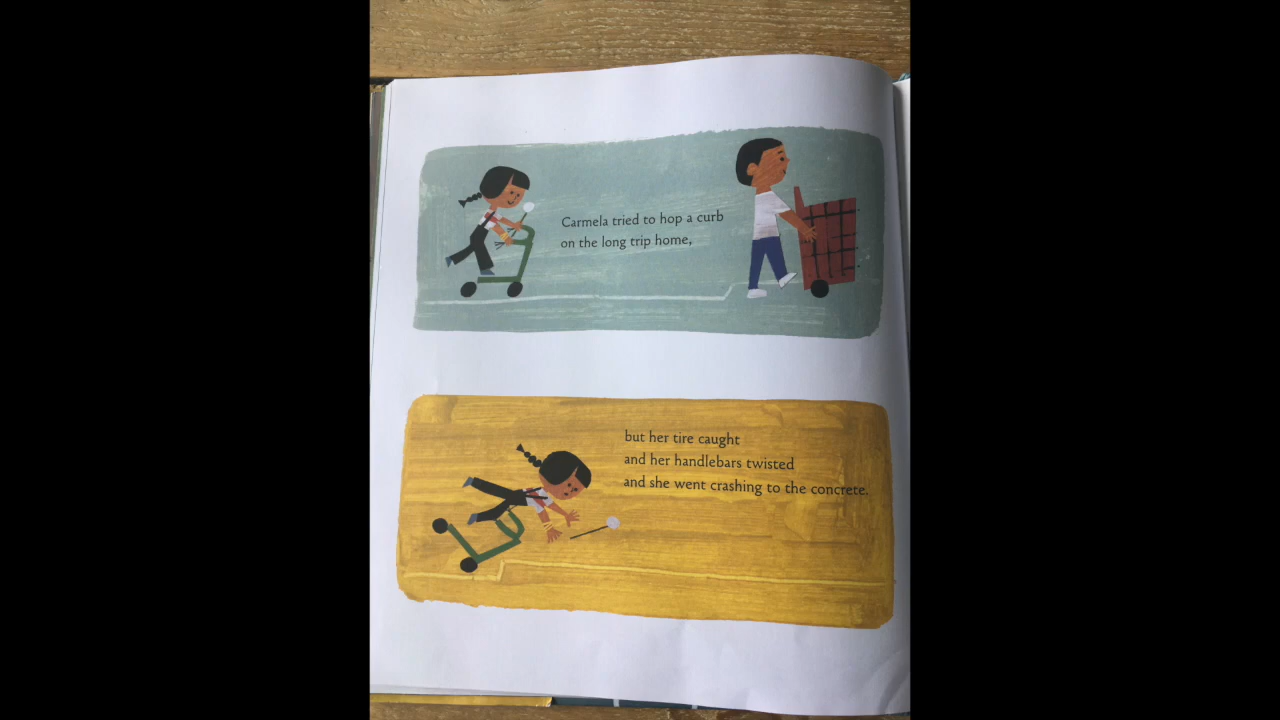 Carmela tried to hop a curb
on the long trip home,
but her tire caught
and her handlebars twisted
and she went crashing to the concrete.